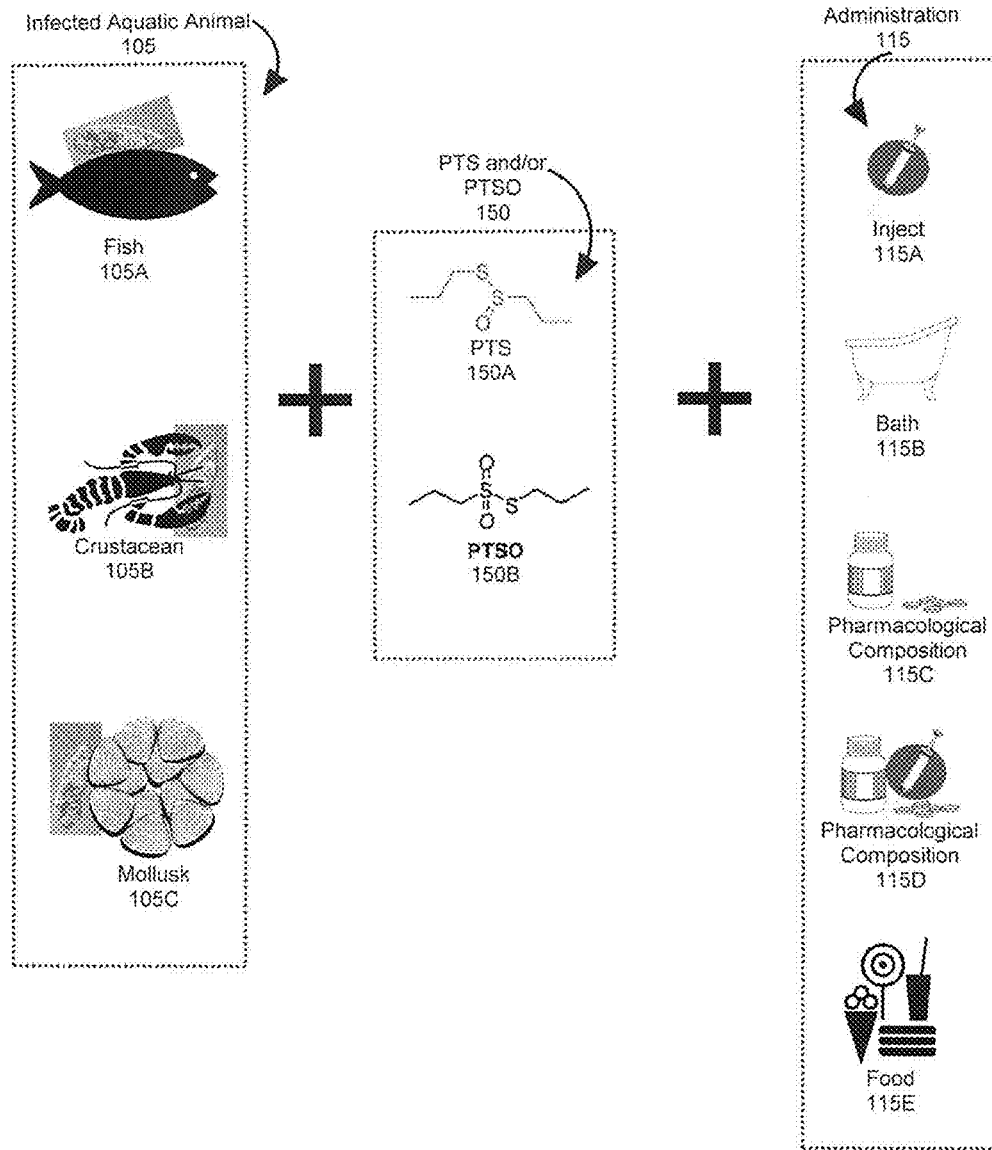 Infected Aquatic Animal
105
Fish
105A
Crustacean
105B
Mollusk
105C
PTS and/or
PTSO
150
S
S
O
PTS
150A
O
S
S
O
PTSO
150B
Administration
115
Inject
115A
Bath
115B
Pharmacological
Composition
115C
Pharmacological
Composition
115D
Food
115E